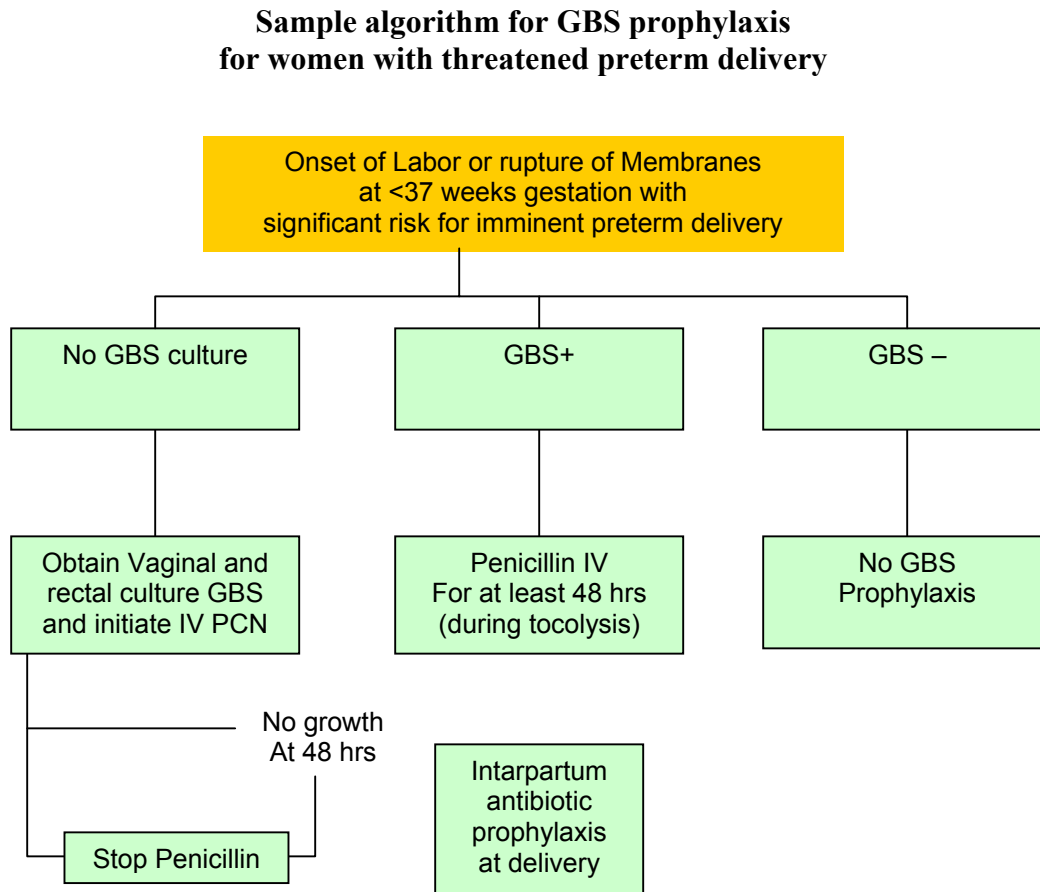 Sample algorithm for GBS prophylaxis
for women with threatened preterm delivery
Onset of Labor or rupture of Membranes
at <37 weeks gestation with
significant risk for imminent preterm delivery
No GBS culture
GBS+
GBS –
Obtain Vaginal and
rectal culture GBS
and initiate IV PCN
Penicillin IV
For at least 48 hrs
(during tocolysis)
No GBS
Prophylaxis
No growth
At 48 hrs
Stop Penicillin
Intarpartum
antibiotic
prophylaxis
at delivery